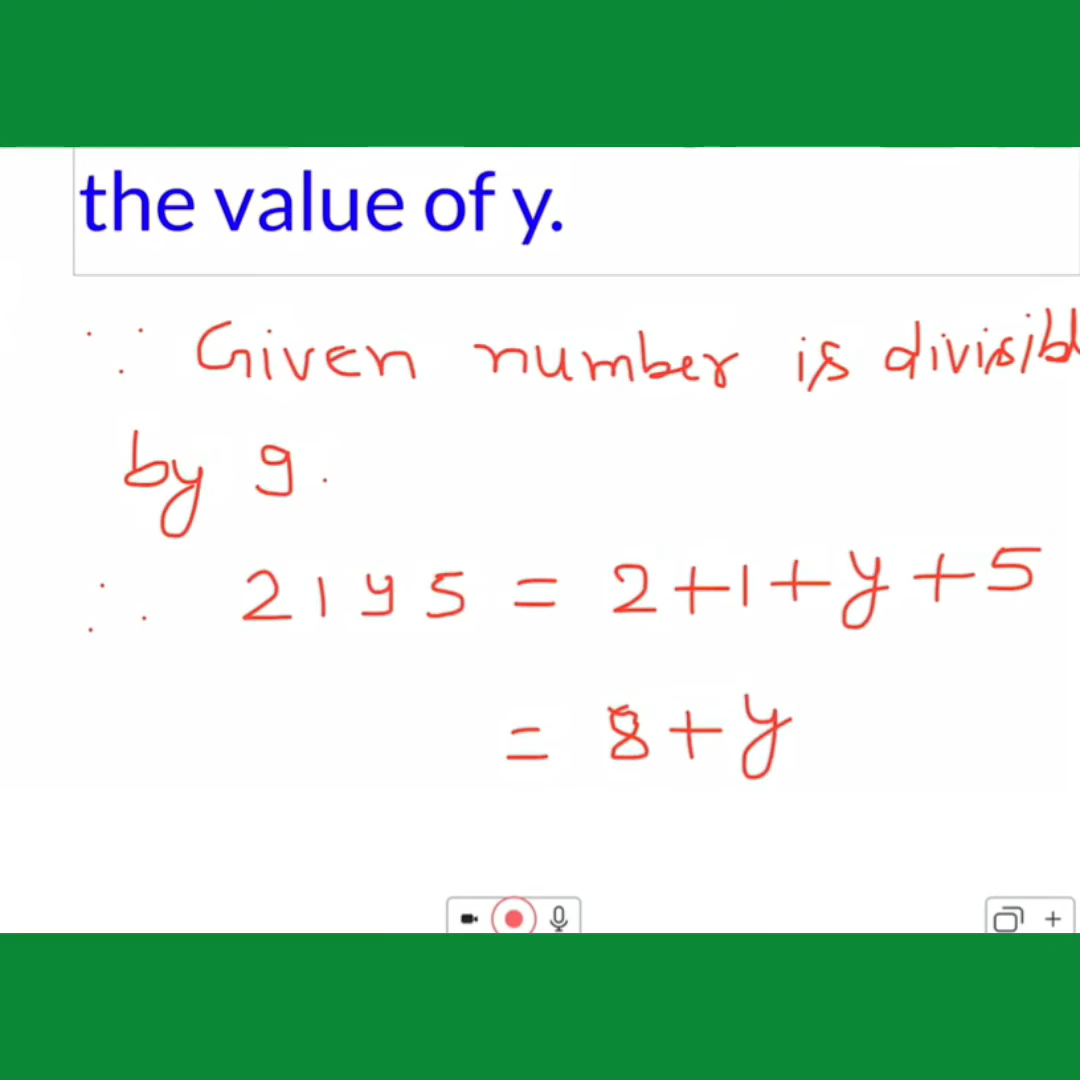 the value of y.
∵ Given number is divisibl
by 9.
∴ 21y5 = 2+1+y+5
= 8+y